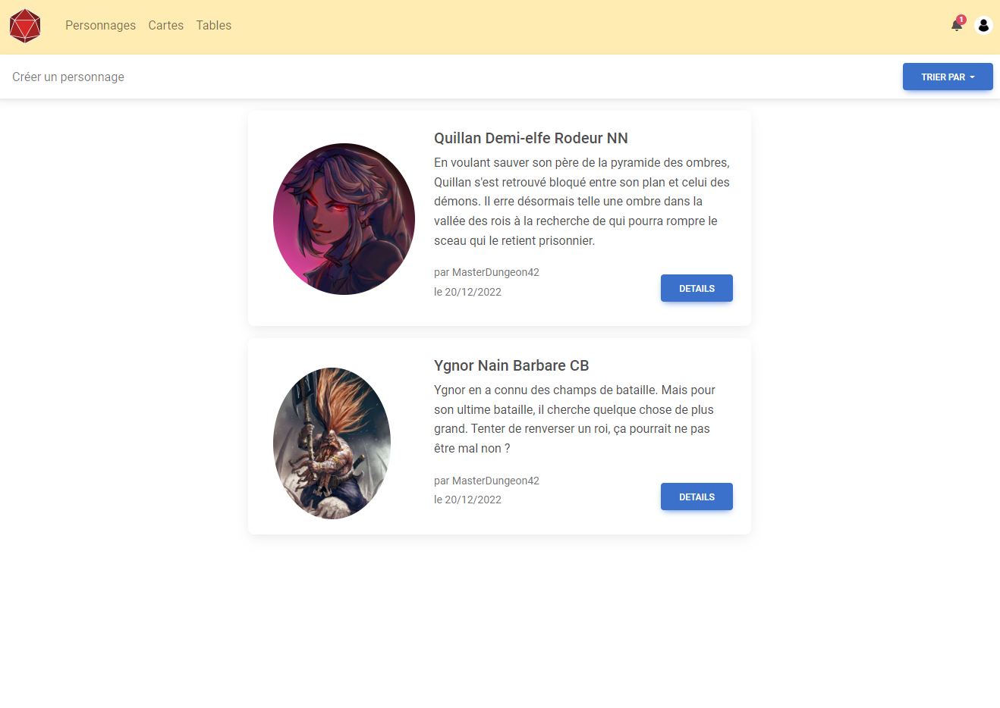 Personnages Cartes Tables 1
Créer un personnage TRIER PAR
Quillan Demi-elfe Rodeur NN
En voulant sauver son père de la pyramide des ombres,
Quillan s'est retrouvé bloqué entre son plan et celui des
démons. Il erre désormais telle une ombre dans la
vallée des rois à la recherche de qui pourra rompre le
sceau qui le retient prisonnier.
par MasterDungeon42
le 20/12/2022
DETAILS
Ygnor Nain Barbare CB
Ygnor en a connu des champs de bataille. Mais pour
son ultime bataille, il cherche quelque chose de plus
grand. Tenter de renverser un roi, ça pourrait ne pas
être mal non ?
par MasterDungeon42
le 20/12/2022
DETAILS